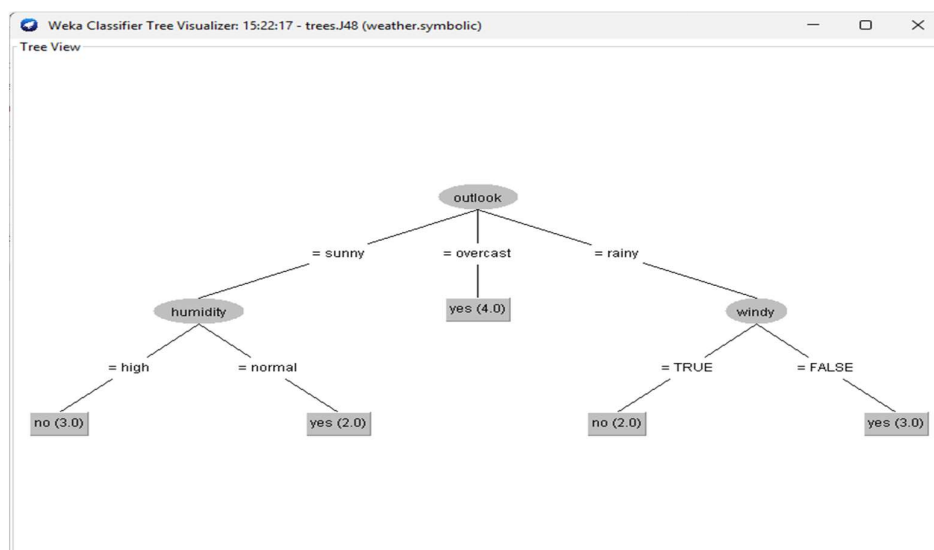 Weka Classifier Tree Visualizer: 15:22:17 - trees.J48 (weather.symbolic)
Tree View
outlook
= sunny
= overcast
= rainy
humidity
yes (4.0)
windy
= high
= normal
= TRUE
= FALSE
no (3.0)
yes (2.0)
no (2.0)
yes (3.0)